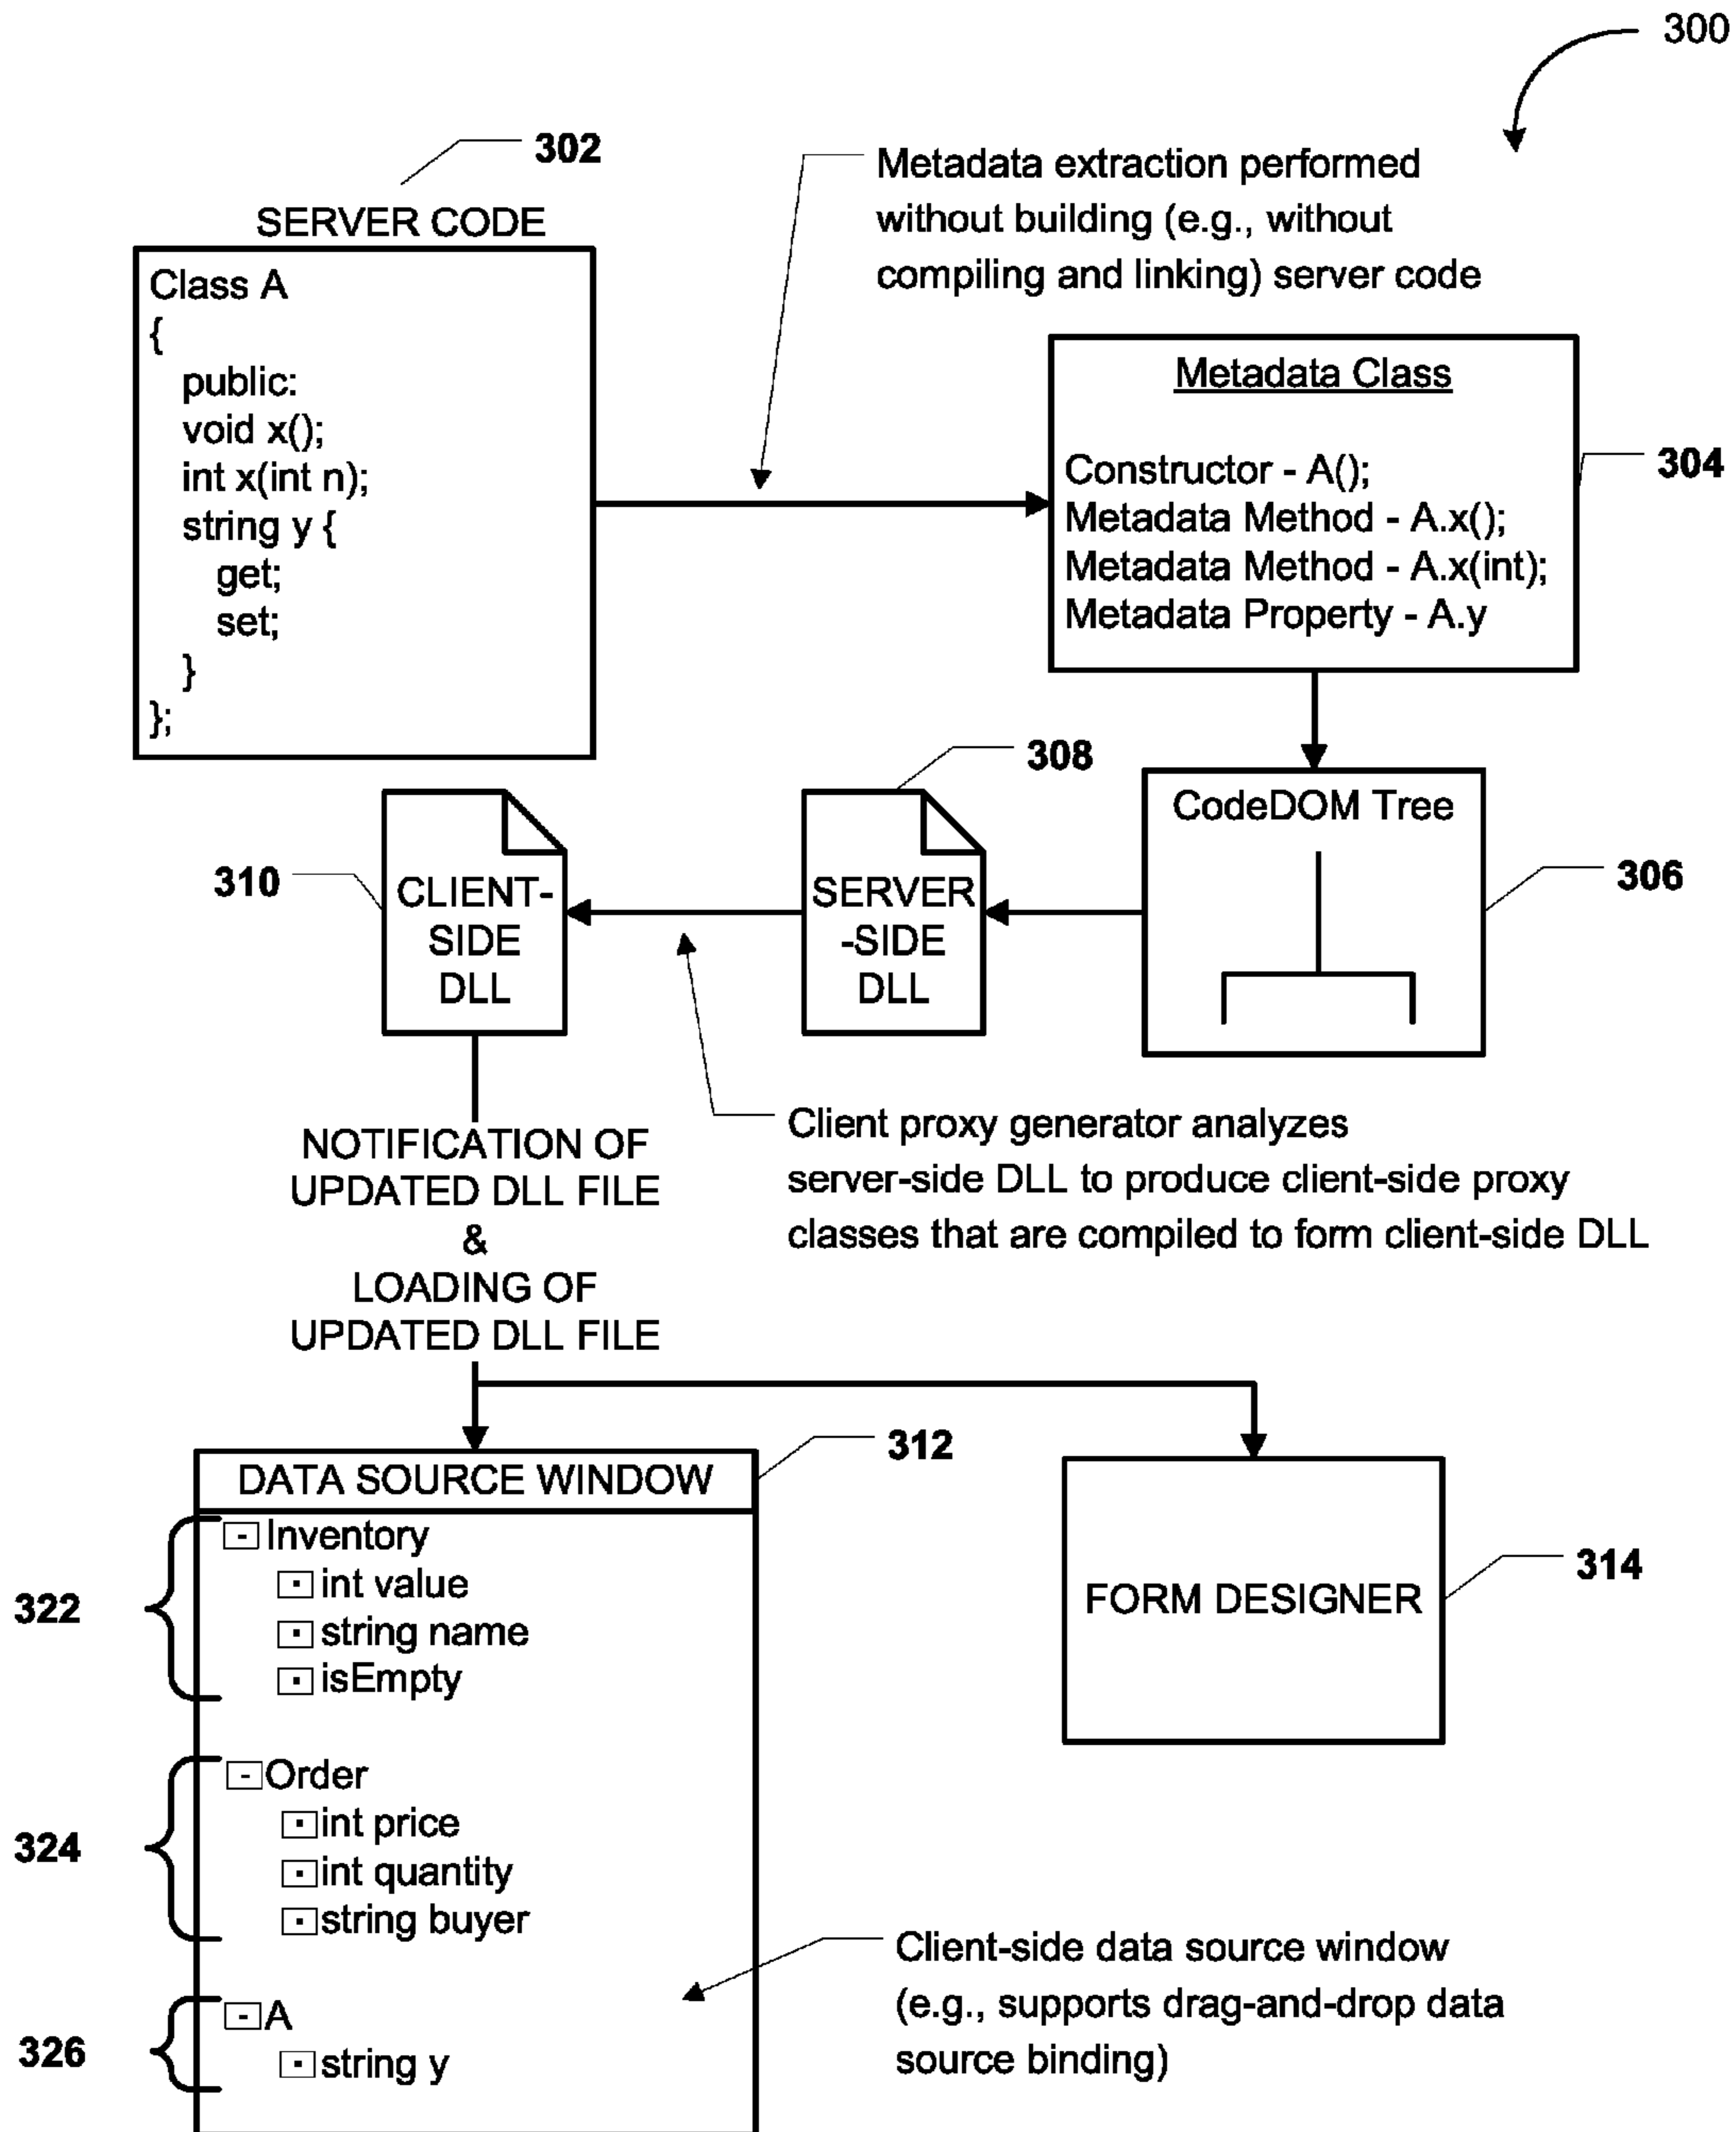 300
302
SERVER CODE
Class A
{
public:
void x();
int x(int n);
string y {
get;
set;
}
};
Metadata extraction performed
without building (e.g., without
compiling and linking) server code
Metadata Class
Constructor - A();
Metadata Method - A.x();
Metadata Method - A.x(int);
Metadata Property - A.y
304
CodeDOM Tree
306
308
SERVER
-SIDE
DLL
310
CLIENT-
SIDE
DLL
Client proxy generator analyzes
server-side DLL to produce client-side proxy
classes that are compiled to form client-side DLL
NOTIFICATION OF
UPDATED DLL FILE
&
LOADING OF
UPDATED DLL FILE
312
DATA SOURCE WINDOW
322
Inventory
int value
string name
isEmpty
324
Order
int price
int quantity
string buyer
326
A
string y
FORM DESIGNER
314
Client-side data source window
(e.g., supports drag-and-drop data
source binding)